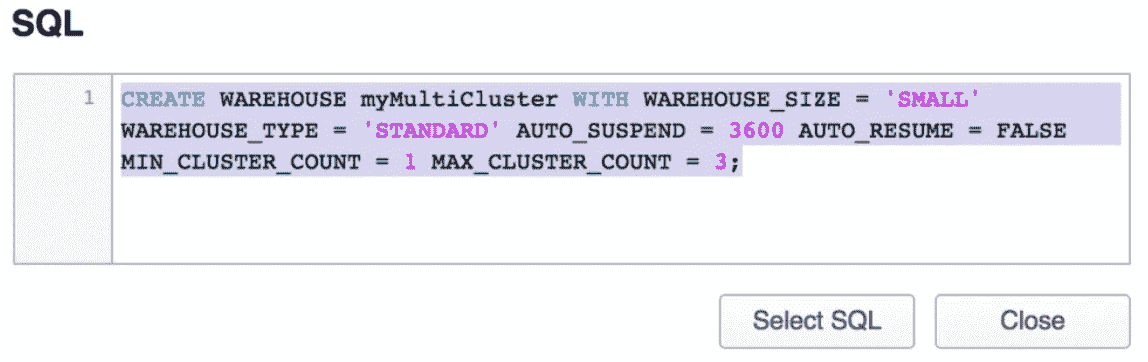 SQL
1 CREATE WAREHOUSE myMultiCluster WITH WAREHOUSE_SIZE = 'SMALL'
WAREHOUSE_TYPE = 'STANDARD' AUTO_SUSPEND = 3600 AUTO_RESUME = FALSE
MIN_CLUSTER_COUNT = 1 MAX_CLUSTER_COUNT = 3;
Select SQL Close